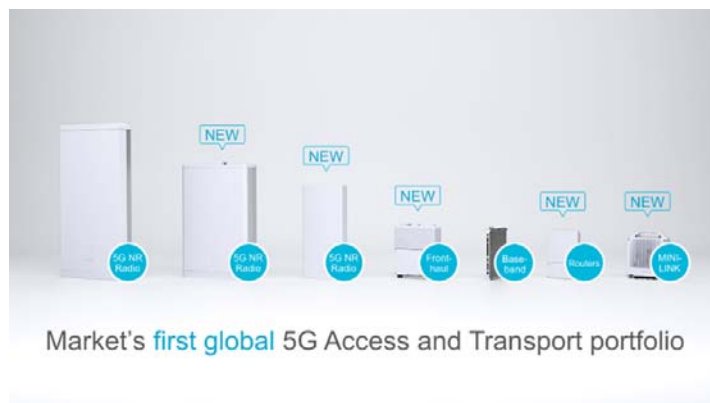 NEW
NEW
NEW
NEW
NEW
5G NR
Radio
5G NR
Radio
5G NR
Radio
Front-
haul
Base-
band
Routers
MINI-
LINK
Market's first global 5G Access and Transport portfolio